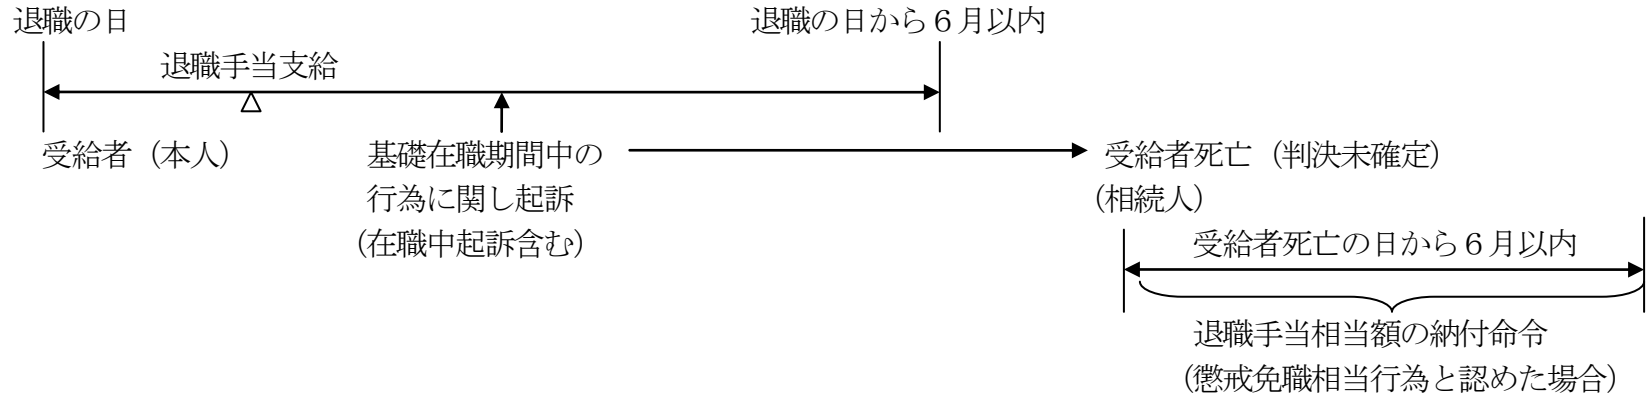 退職の日
退職の日から６月以内
退職手当支給
受給者（本人）
基礎在職期間中の
行為に関し起訴
（在職中起訴含む）
受給者死亡（判決未確定）
（相続人）
受給者死亡の日から６月以内
退職手当相当額の納付命令
（懲戒免職相当行為と認めた場合）